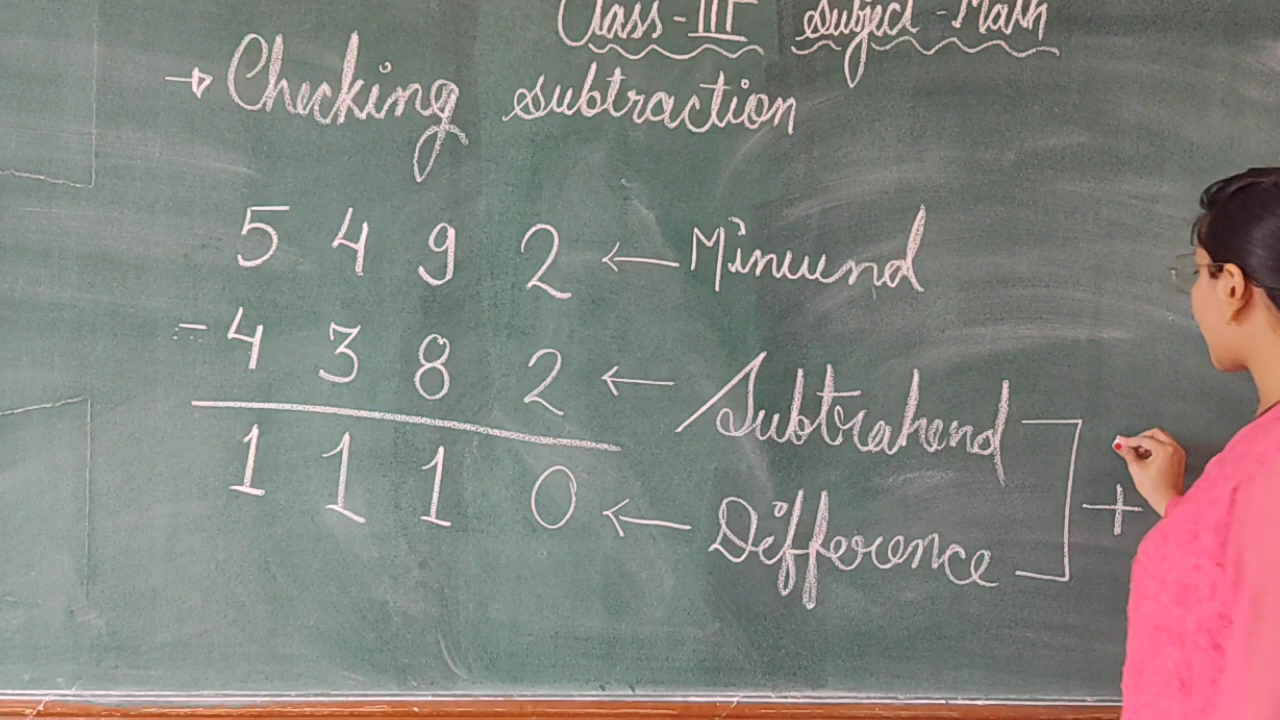 Class-III Subject-Math
→ Checking subtraction
5 4 9 2 ← Minuend
- 4 3 8 2 ← Subtrahend
1 1 1 0 ← Difference ] +